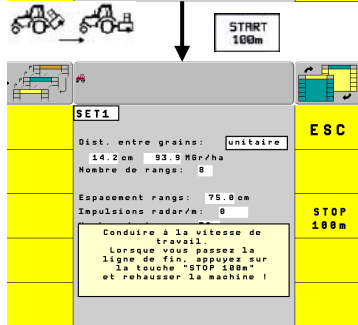 START
100m
SET1
ESC
Dist. entre grains: unitaire
14.2 cm 93.9 MGr/ha
Nombre de rangs: 8
Espacement rangs: 75.0 cm
Impulsions radar/m: 0
STOP
100m
Conduire à la vitesse de
travail.
Lorsque vous passez la
ligne de fin, appuyez sur
la touche "STOP 100m"
et rehausser la machine !